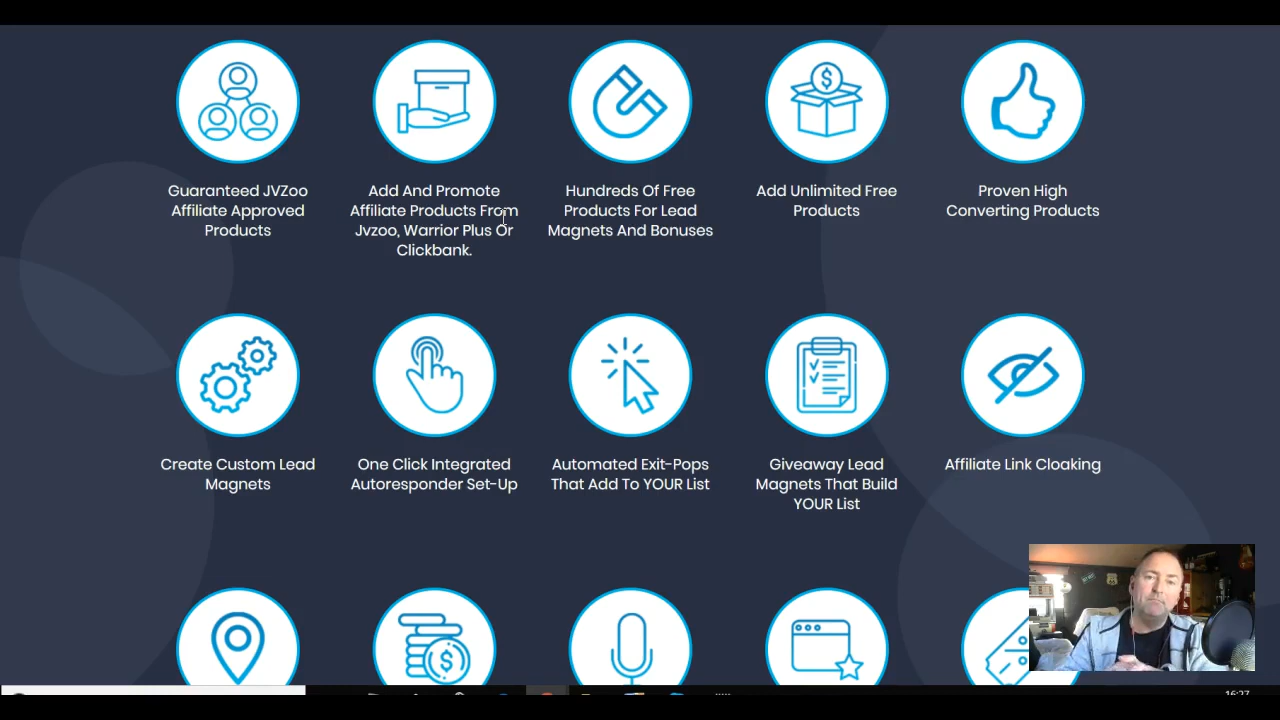 Guaranteed JVZoo
Affiliate Approved
Products
Add And Promote
Affiliate Products From
Jvzoo, Warrior Plus Or
Clickbank.
Hundreds Of Free
Products For Lead
Magnets And Bonuses
Add Unlimited Free
Products
Proven High
Converting Products
Create Custom Lead
Magnets
One Click Integrated
Autoresponder Set-Up
Automated Exit-Pops
That Add To YOUR List
Giveaway Lead
Magnets That Build
YOUR List
Affiliate Link Cloaking
16:27